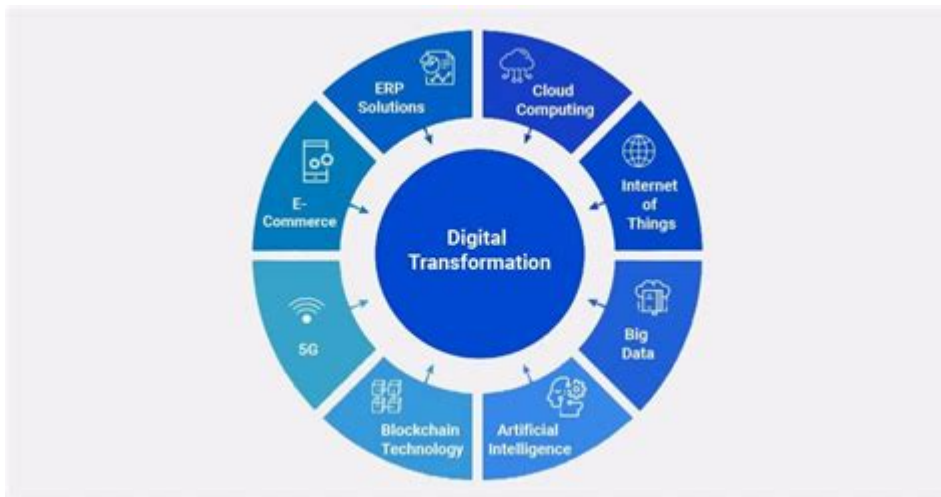 ERP
Solutions
Cloud
Computing
Internet
of
Things
Big
Data
Artificial
Intelligence
Blockchain
Technology
5G
E-
Commerce
Digital
Transformation